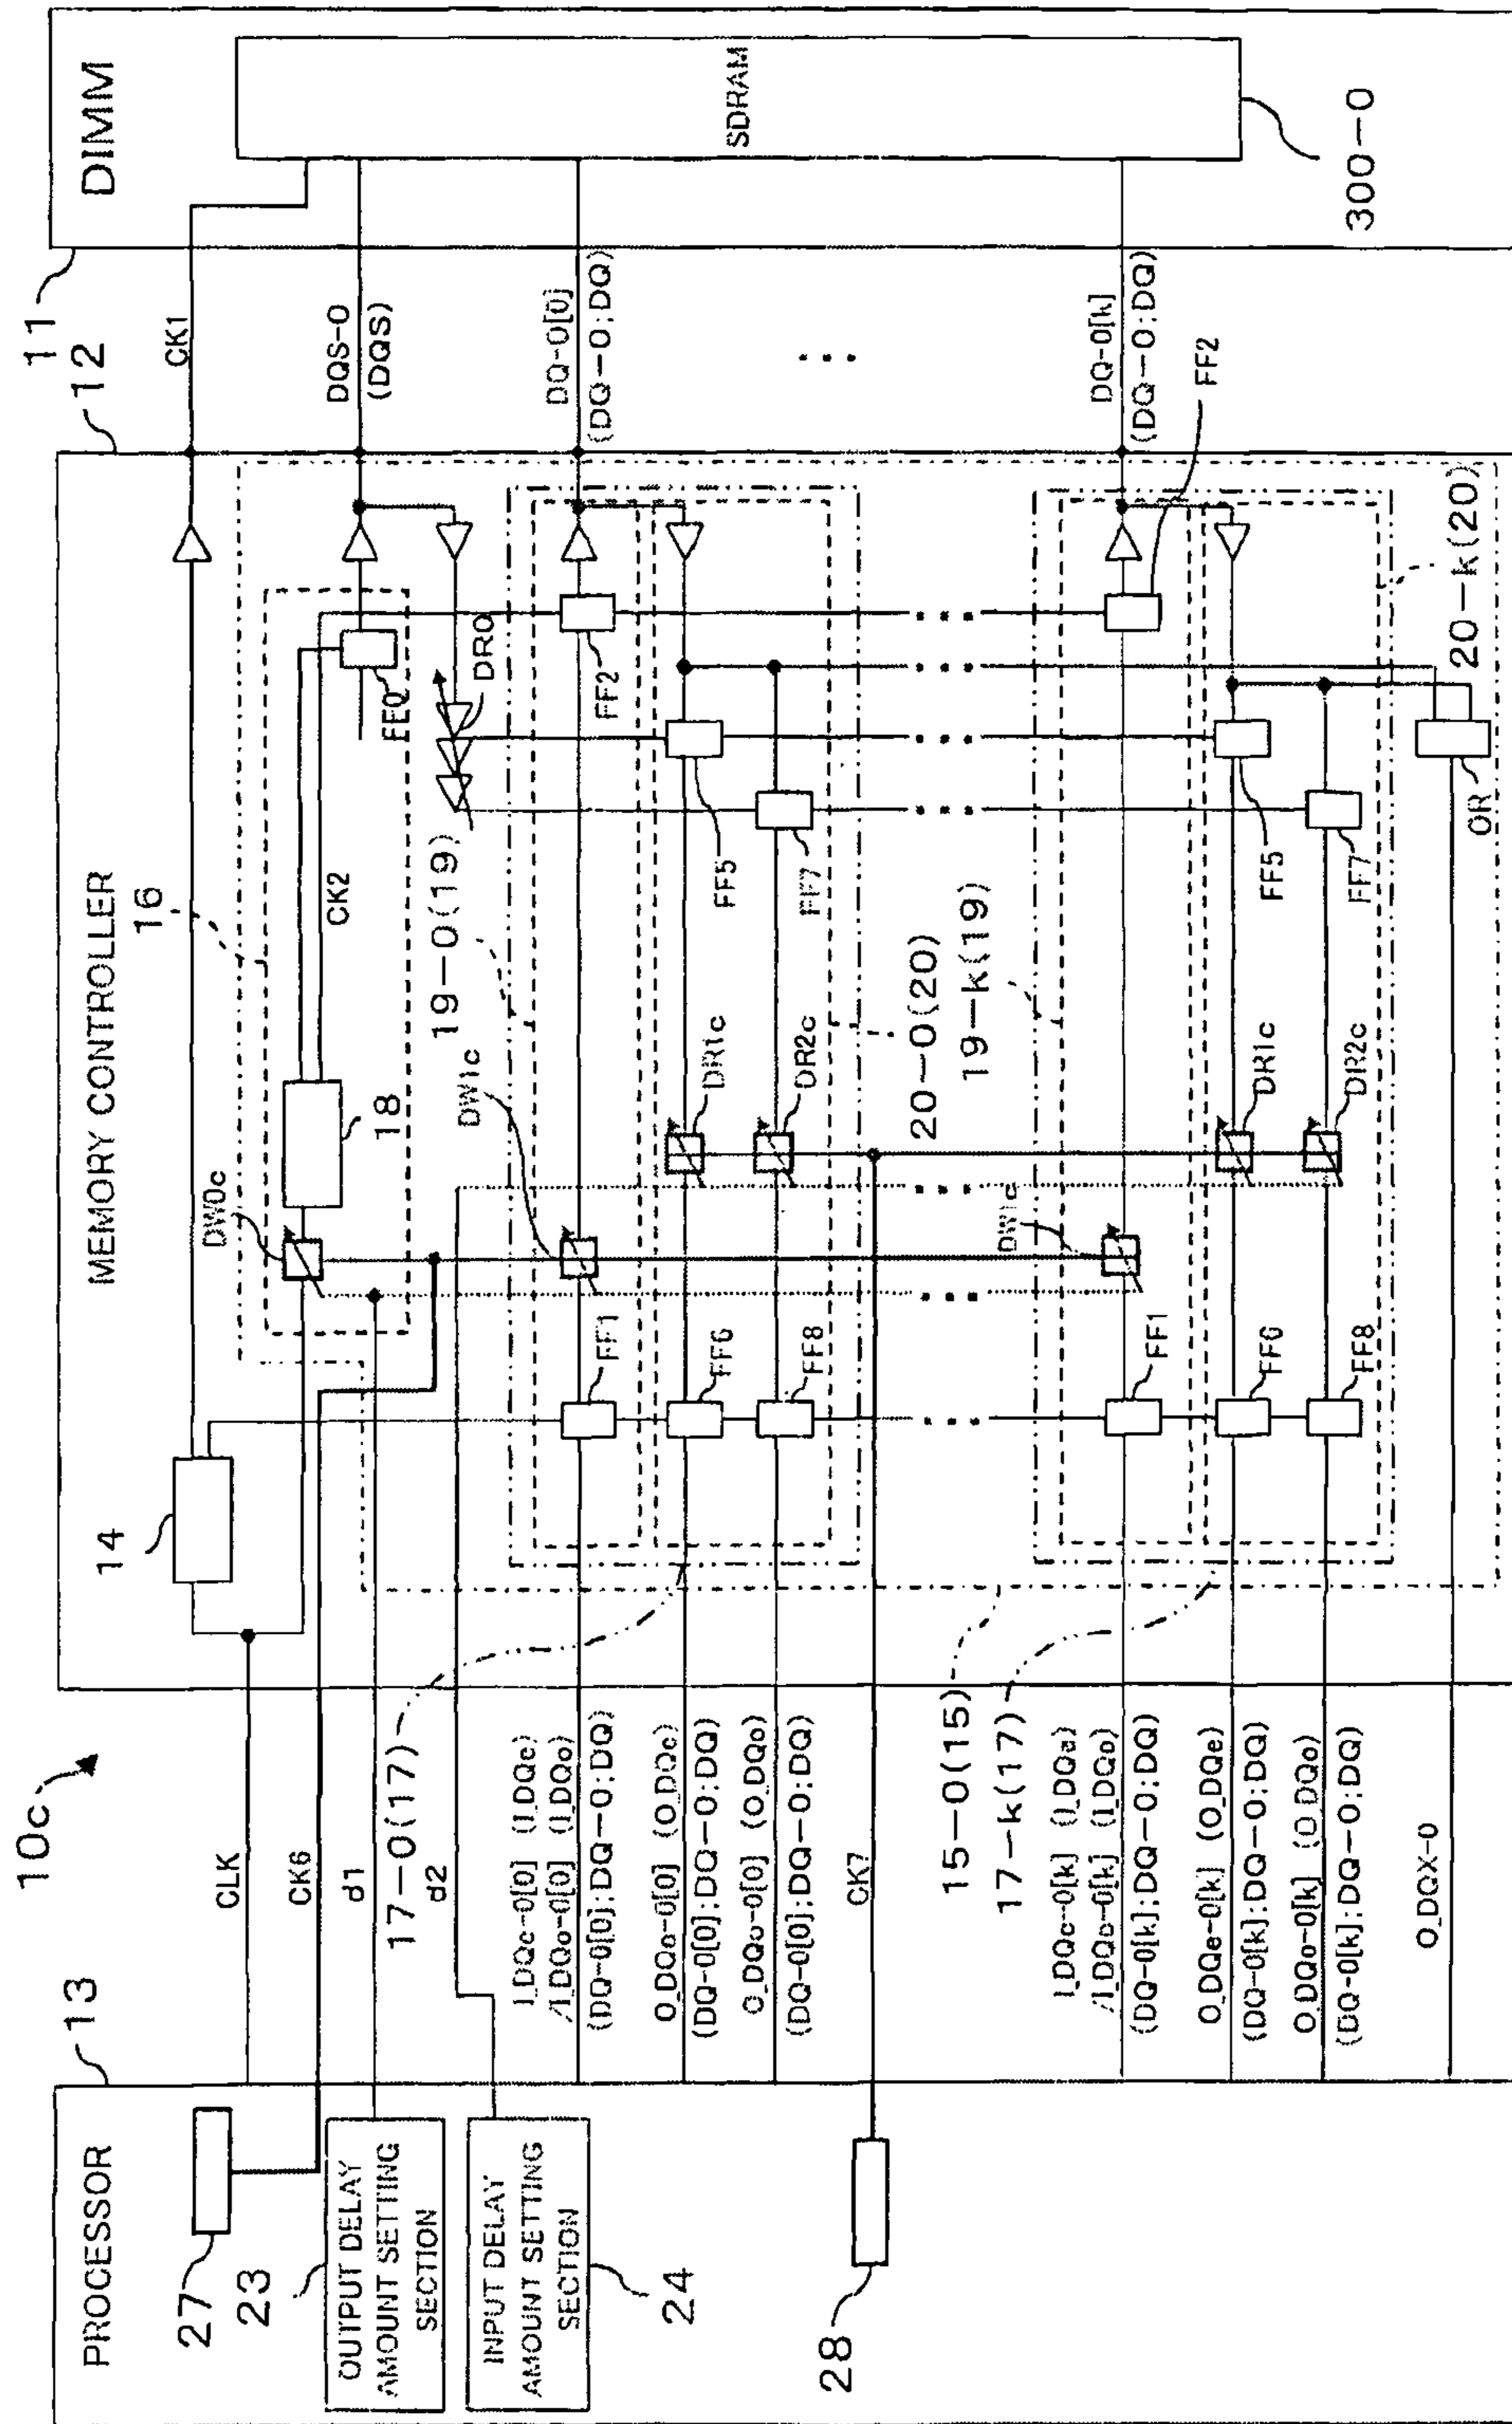 10c
PROCESSOR
13
27
23
OUTPUT DELAY
AMOUNT SETTING
SECTION
INPUT DELAY
AMOUNT SETTING
SECTION
24
28
CLK
CK6
d1
17-0(17)
d2
I_DQe-0[0] (I_DQe)
/I_DQo-0[0] (I_DQo)
(DQ-0[0];DQ-0;DQ)
O_DQe-0[0] (O_DQe)
(DQ-0[0];DQ-0;DQ)
O_DQo-0[0] (O_DQo)
(DQ-0[0];DQ-0;DQ)
CK7
15-0(15)
17-k(17)
I_DQe-0[k] (I_DQe)
/I_DQo-0[k] (I_DQo)
(DQ-0[k];DQ-0;DQ)
O_DQe-0[k] (O_DQe)
(DQ-0[k];DQ-0;DQ)
O_DQo-0[k] (O_DQo)
(DQ-0[k];DQ-0;DQ)
O_DQX-0
MEMORY CONTROLLER
12
14
16
DW0c
18
CK2
FF0
DR0
19-0(19)
DW1c
FF1
FF2
FF6
FF8
DR1c
DR2c
FF5
FF7
20-0(20)
19-k(19)
DW1c
FF1
FF2
FF6
FF8
DR1c
DR2c
FF5
FF7
20-k(20)
OR
CK1
DQS-0
(DQS)
DQ-0[0]
(DQ-0;DQ)
...
DQ-0[k]
(DQ-0;DQ)
11
DIMM
SDRAM
300-0